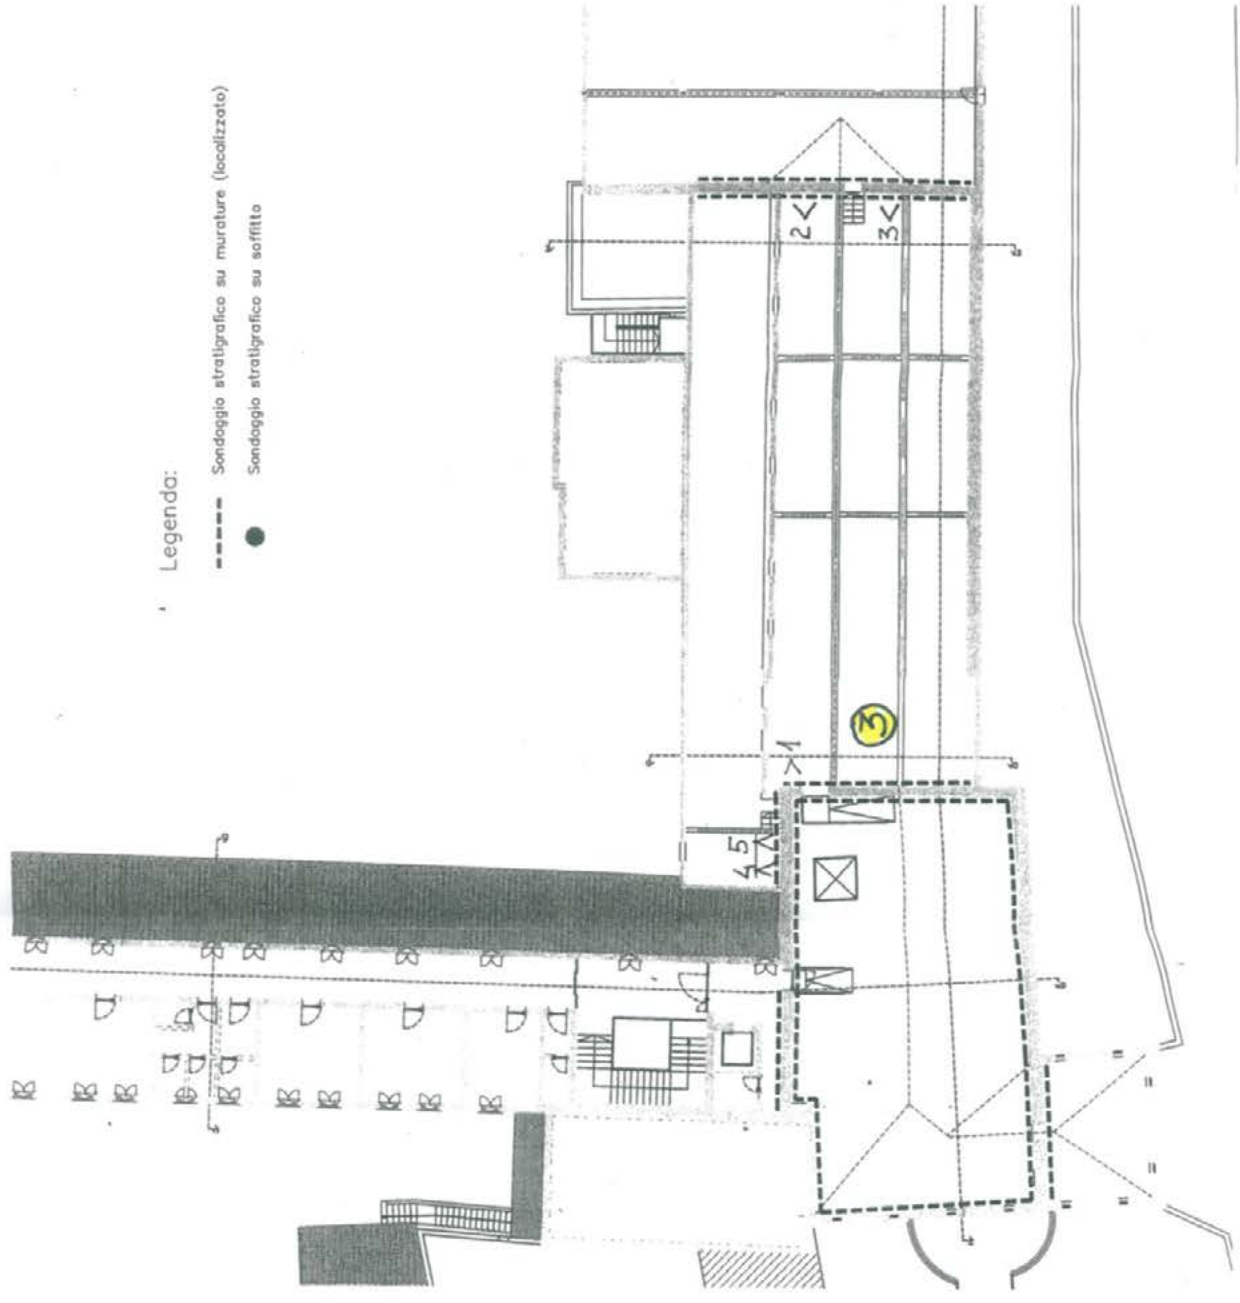 Legenda:
Sondaggio stratigrafico su murature (localizzato)
Sondaggio stratigrafico su soffitto
2
3
3
1
5
4